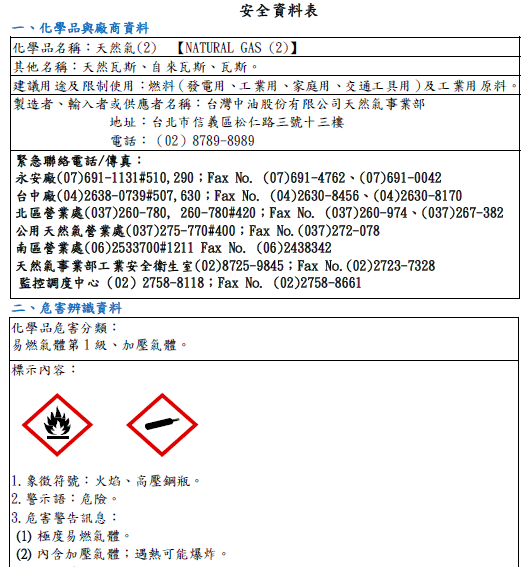 安全資料表
一、化學品與廠商資料
化學品名稱：天然氣(2) 【NATURAL GAS (2)】
其他名稱：天然瓦斯、自來瓦斯、瓦斯。
建議用途及限制使用：燃料(發電用、工業用、家庭用、交通工具用)及工業用原料。
製造者、輸入者或供應者名稱：台灣中油股份有限公司天然氣事業部
地址：台北市信義區松仁路三號十三樓
電話：（02）8789-8989
緊急聯絡電話/傳真：
永安廠(07)691-1131#510,290；Fax No. (07)691-4762、(07)691-0042
台中廠(04)2638-0739#507,630；Fax No. (04)2630-8456、(04)2630-8170
北區營業處(037)260-780, 260-780#420；Fax No. (037)260-974、(037)267-382
公用天然氣營業處(037)275-770#400；Fax No.(037)272-078
南區營業處(06)2533700#1211 Fax No. (06)2438342
天然氣事業部工業安全衛生室(02)8725-9845；Fax No.(02)2723-7328
監控調度中心 (02) 2758-8118；Fax No. (02)2758-8661
二、危害辨識資料
化學品危害分類：
易燃氣體第1級、加壓氣體。
標示內容：
1.象徵符號：火焰、高壓鋼瓶。
2.警示語：危險。
3.危害警告訊息：
(1) 極度易燃氣體。
(2) 內含加壓氣體；遇熱可能爆炸。